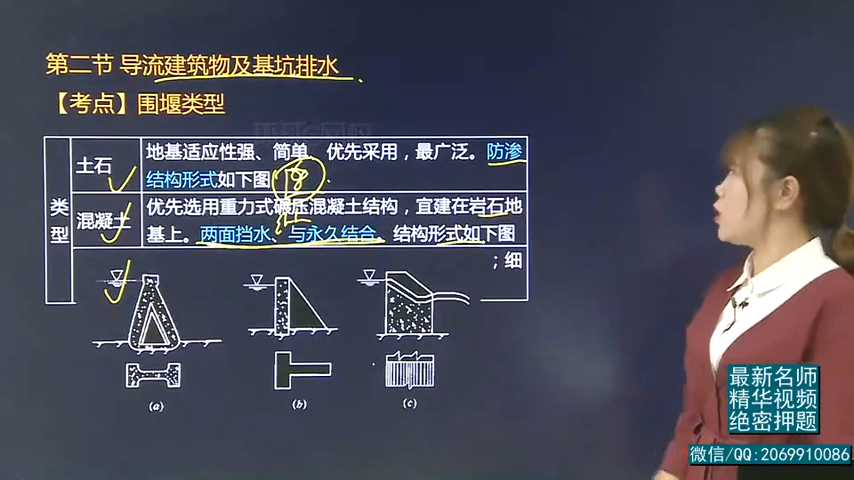 第二节 导流建筑物及基坑排水
【考点】围堰类型
类型
土石
地基适应性强、简单 优先采用，最广泛。防渗
结构形式如下图
18
混凝土
优先选用重力式碾压混凝土结构，宜建在岩石地
基上。两面挡水、与永久结合。结构形式如下图
；细
(a)
(b)
(c)
最新名师
精华视频
绝密押题
微信/QQ:2069910086